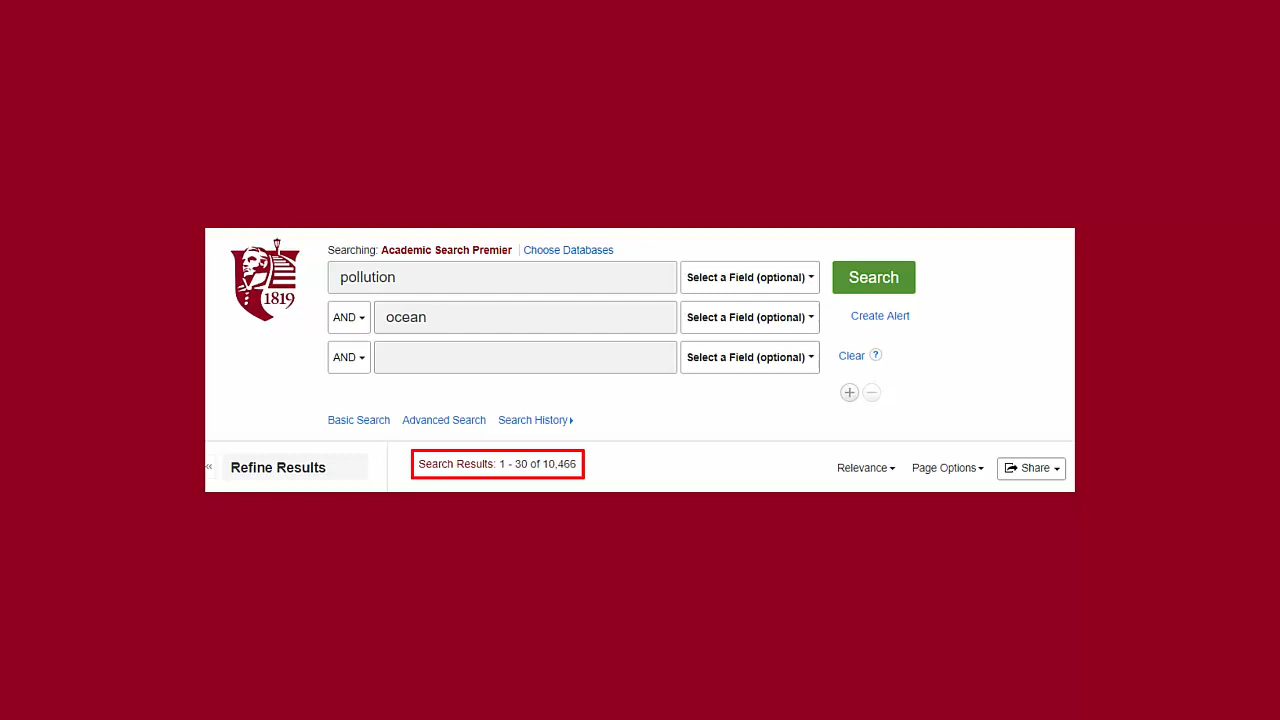 Searching: Academic Search Premier Choose Databases
pollution Select a Field (optional) Search
AND ocean Select a Field (optional) Create Alert
AND Select a Field (optional) Clear ?
1819
Basic Search Advanced Search Search History
« Refine Results Search Results: 1 - 30 of 10,466 Relevance Page Options Share